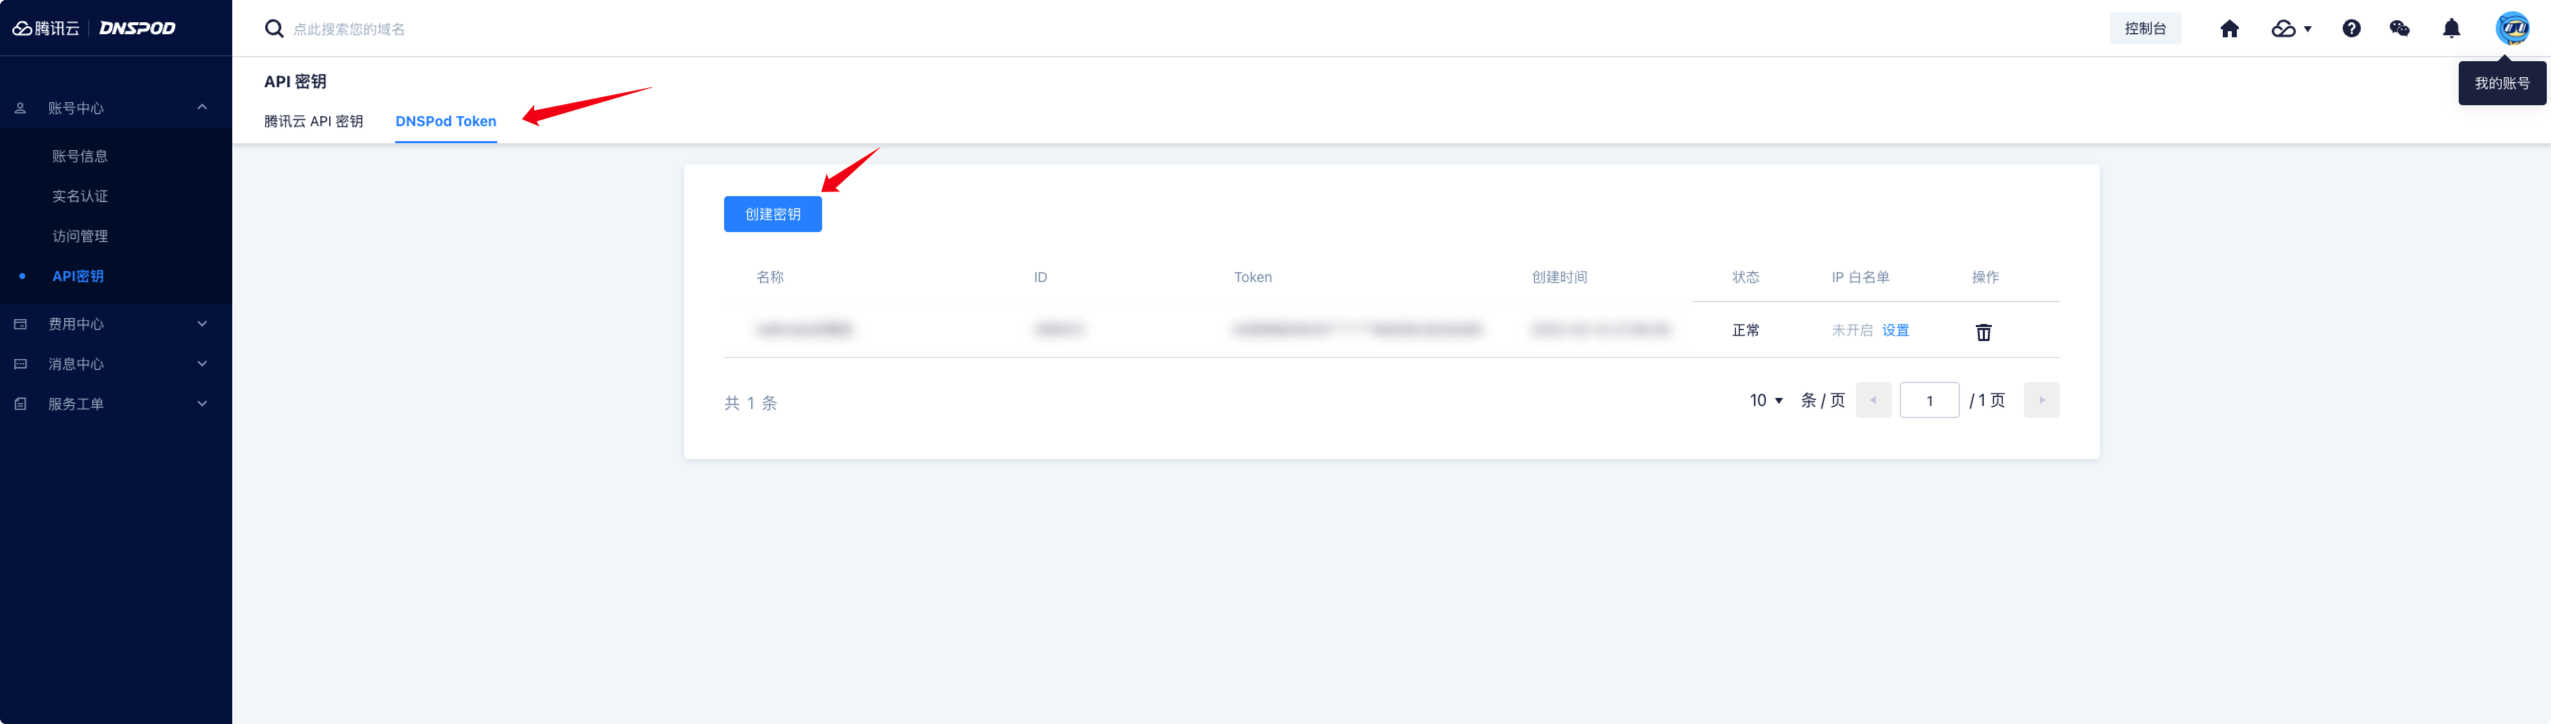 腾讯云 DNSPOD
点此搜索您的域名
控制台
我的账号
API 密钥
腾讯云 API 密钥 DNSPod Token
账号中心
账号信息
实名认证
访问管理
API密钥
费用中心
消息中心
服务工单
创建密钥
名称 ID Token 创建时间 状态 IP 白名单 操作
正常 未开启 设置
共 1 条
10 条 / 页 1 / 1 页